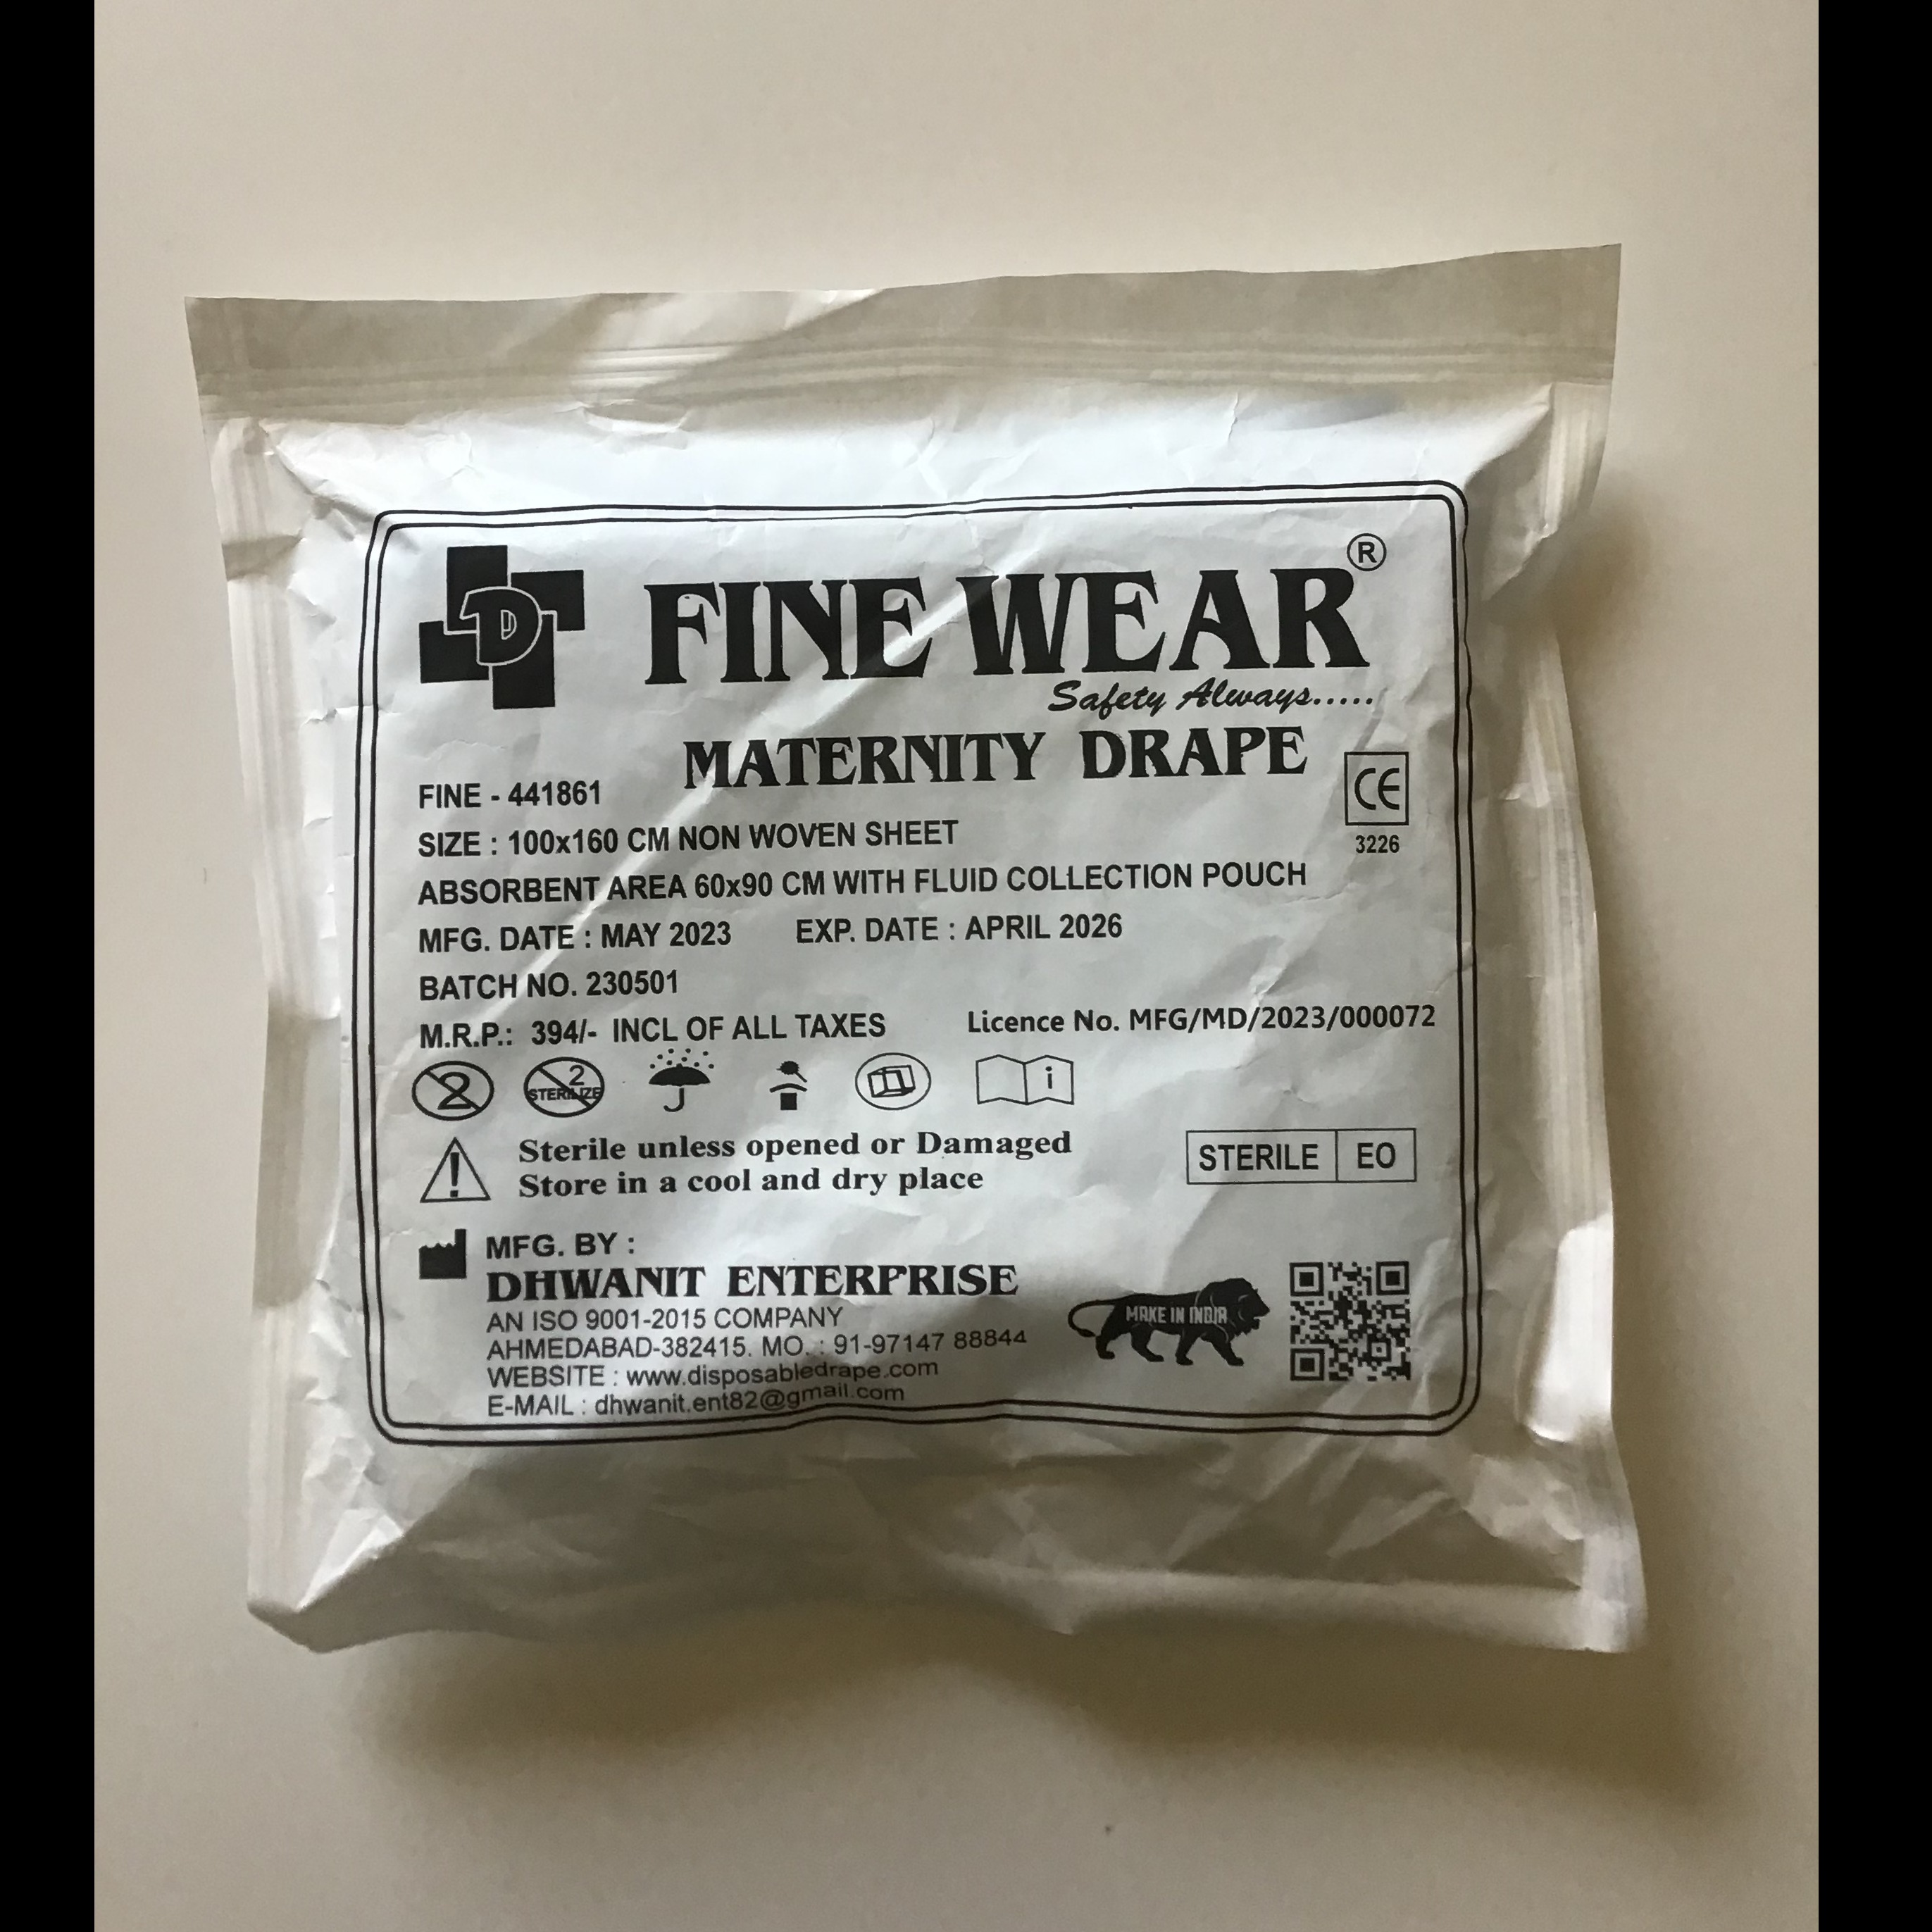 D
FINE WEAR ®
Safety Always.....
MATERNITY DRAPE
FINE - 441861
SIZE : 100x160 CM NON WOVEN SHEET
CE
3226
ABSORBENT AREA 60x90 CM WITH FLUID COLLECTION POUCH
MFG. DATE : MAY 2023 EXP. DATE : APRIL 2026
BATCH NO. 230501
M.R.P.: 394/- INCL OF ALL TAXES Licence No. MFG/MD/2023/000072
2
2
STERILIZE
i
Sterile unless opened or Damaged
Store in a cool and dry place
STERILE EO
MFG. BY :
DHWANIT ENTERPRISE
AN ISO 9001-2015 COMPANY
AHMEDABAD-382415. MO. : 91-97147 88844
WEBSITE : www.disposabledrape.com
E-MAIL : dhwanit.ent82@gmail.com
MAKE IN INDIA